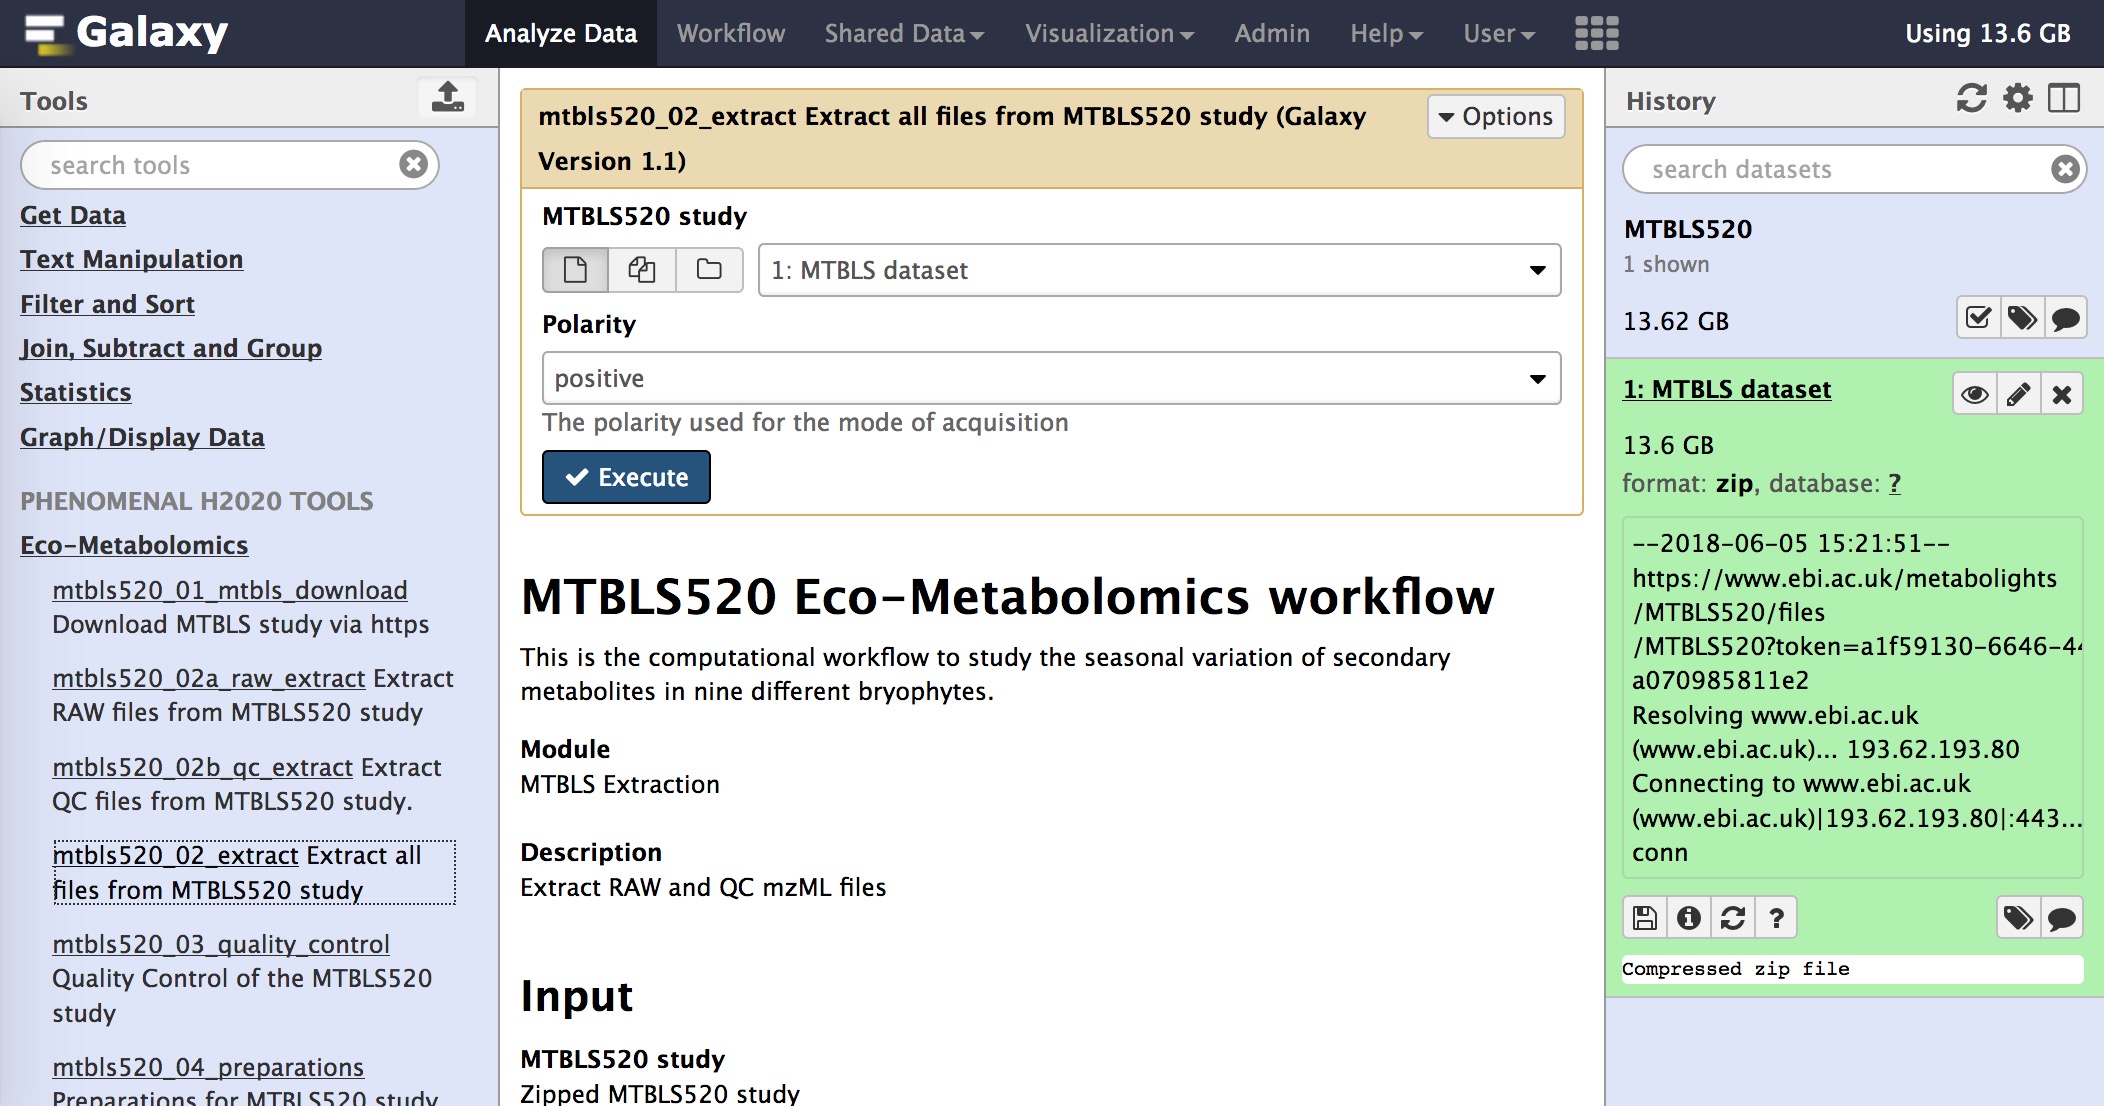 Galaxy
Analyze Data
Workflow
Shared Data
Visualization
Admin
Help
User
Using 13.6 GB
Tools
search tools
Get Data
Text Manipulation
Filter and Sort
Join, Subtract and Group
Statistics
Graph/Display Data
PHENOMENAL H2020 TOOLS
Eco-Metabolomics
mtbls520_01_mtbls_download
Download MTBLS study via https
mtbls520_02a_raw_extract Extract
RAW files from MTBLS520 study
mtbls520_02b_qc_extract Extract
QC files from MTBLS520 study.
mtbls520_02_extract Extract all
files from MTBLS520 study
mtbls520_03_quality_control
Quality Control of the MTBLS520
study
mtbls520_04_preparations
Preparations for MTBLS520 study
mtbls520_02_extract Extract all files from MTBLS520 study (Galaxy
Version 1.1)
Options
MTBLS520 study
1: MTBLS dataset
Polarity
positive
The polarity used for the mode of acquisition
Execute
MTBLS520 Eco-Metabolomics workflow
This is the computational workflow to study the seasonal variation of secondary
metabolites in nine different bryophytes.
Module
MTBLS Extraction
Description
Extract RAW and QC mzML files
Input
MTBLS520 study
Zipped MTBLS520 study
History
search datasets
MTBLS520
1 shown
13.62 GB
1: MTBLS dataset
13.6 GB
format: zip, database: ?
--2018-06-05 15:21:51--
https://www.ebi.ac.uk/metabolights
/MTBLS520/files
/MTBLS520?token=a1f59130-6646-44
a070985811e2
Resolving www.ebi.ac.uk
(www.ebi.ac.uk)... 193.62.193.80
Connecting to www.ebi.ac.uk
(www.ebi.ac.uk)|193.62.193.80|:443...
conn
?
Compressed zip file